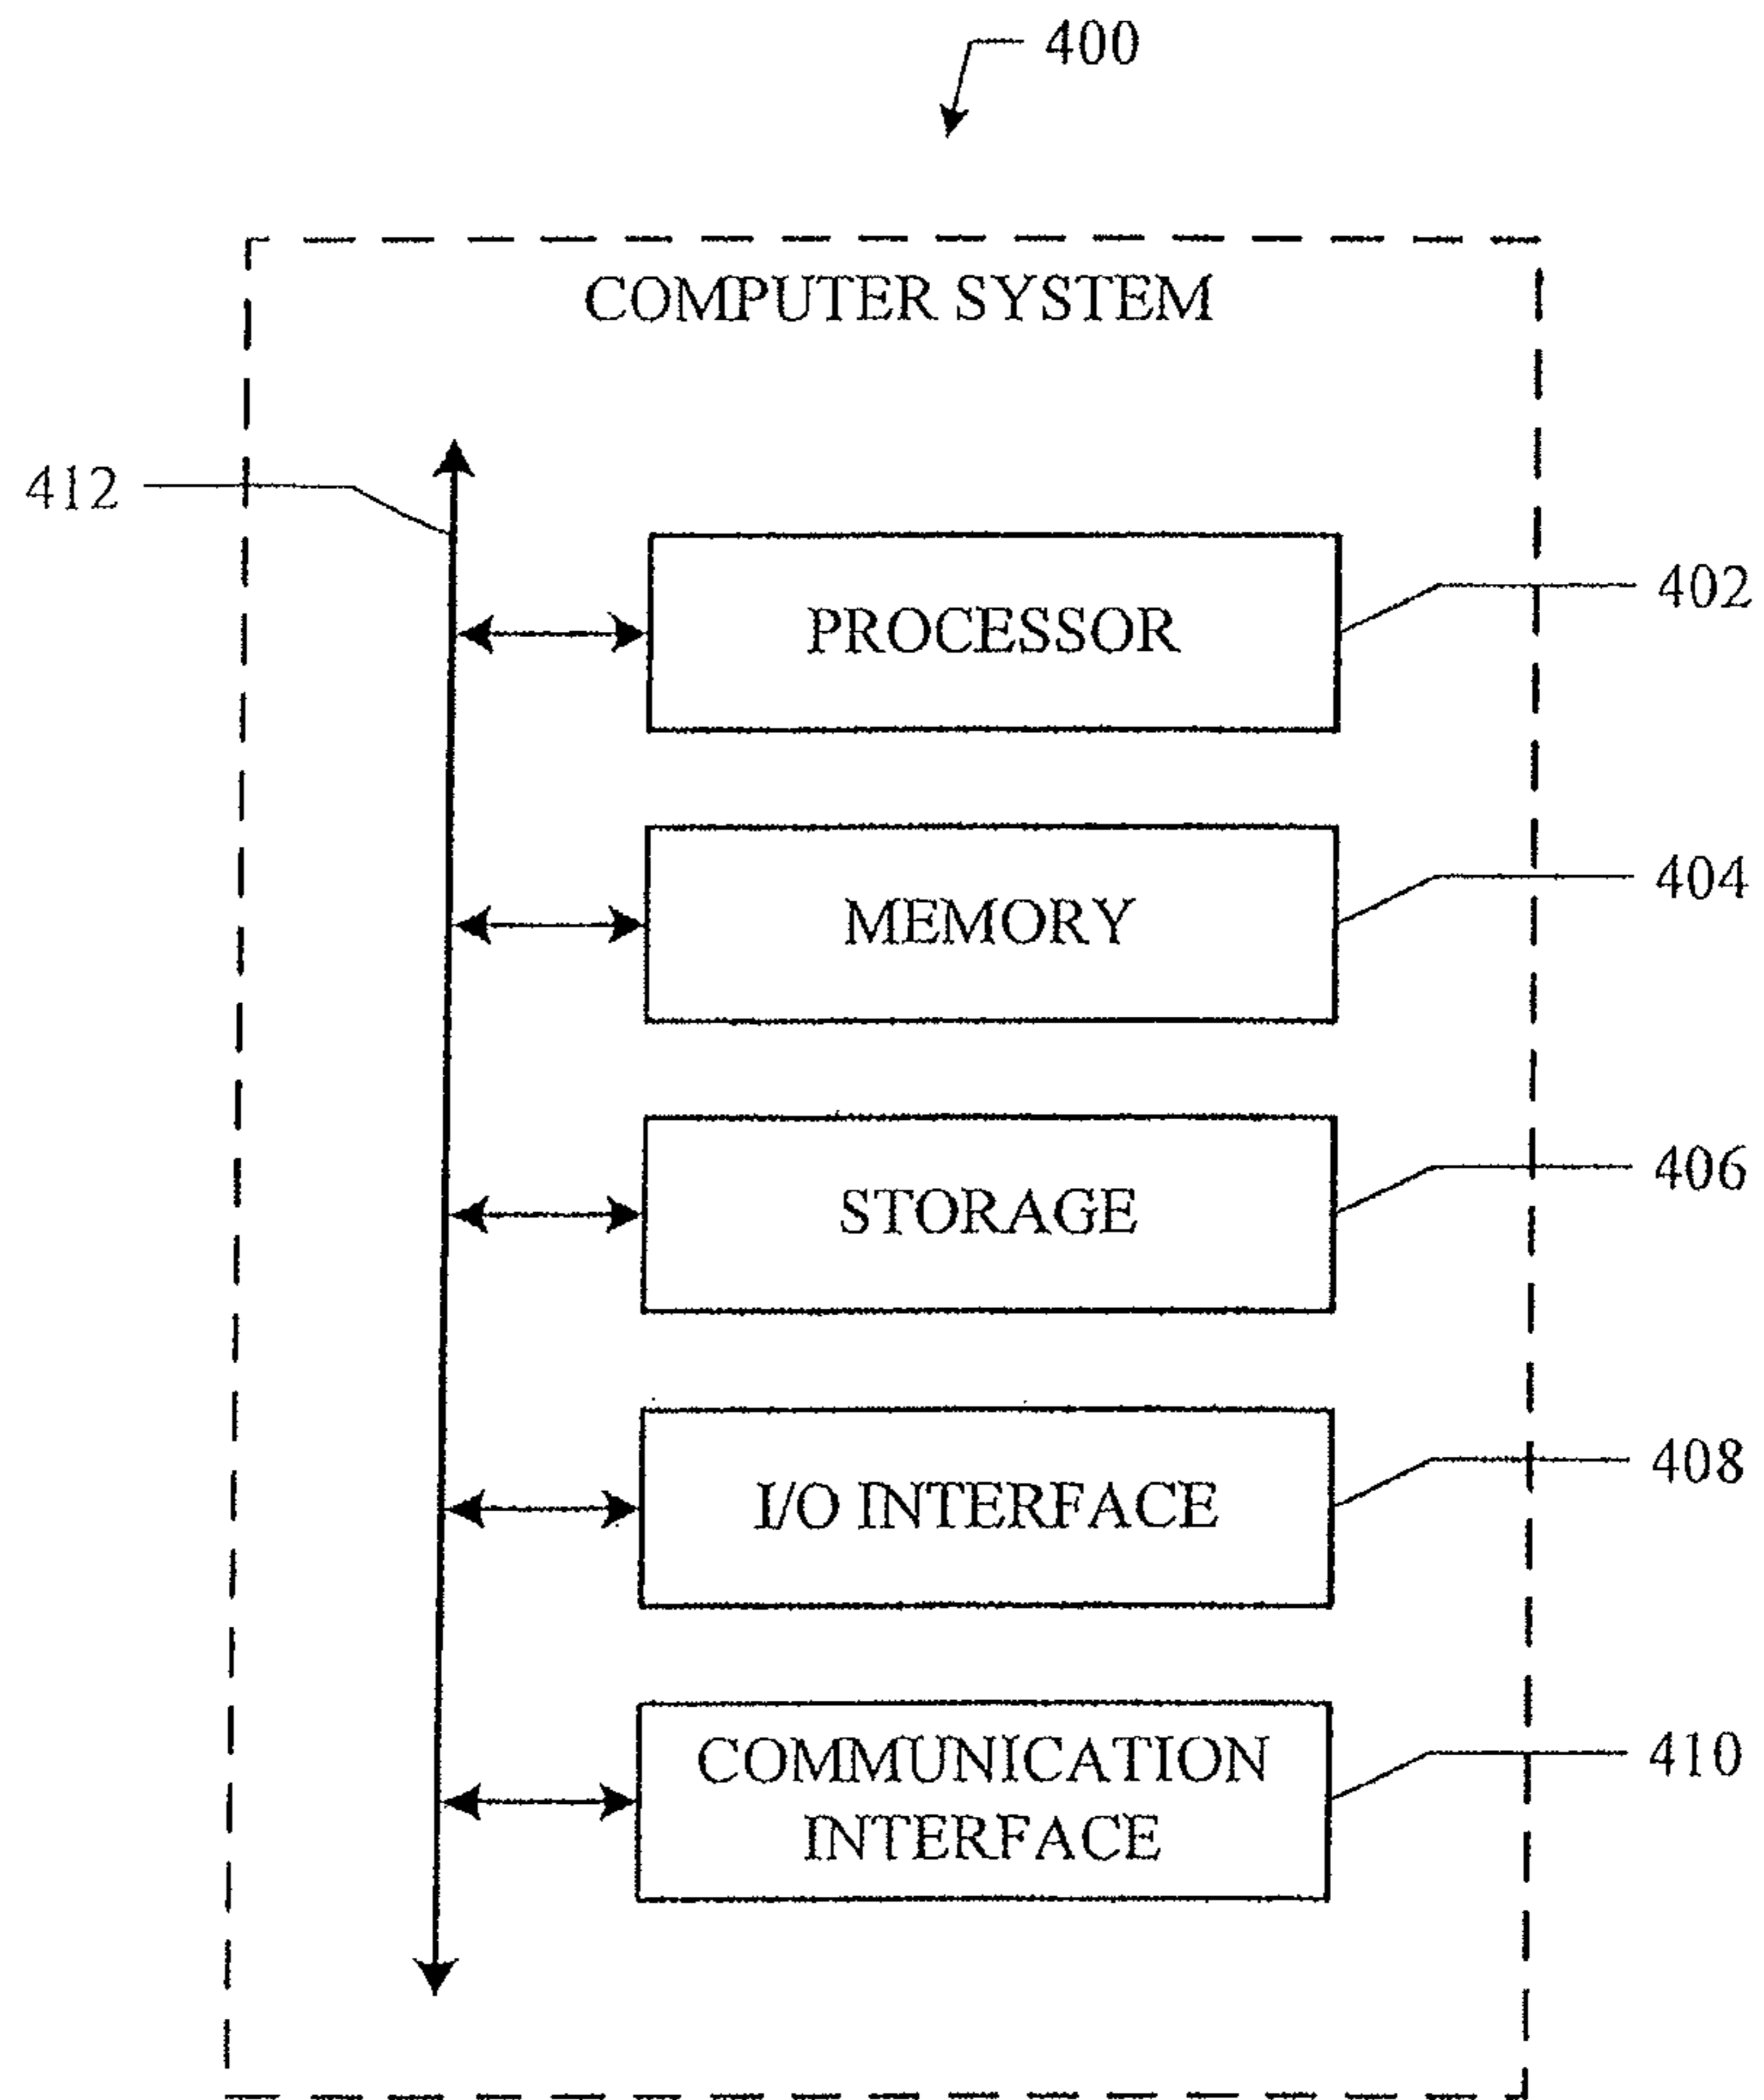 400
COMPUTER SYSTEM
412
PROCESSOR
402
MEMORY
404
STORAGE
406
I/O INTERFACE
408
COMMUNICATION
INTERFACE
410